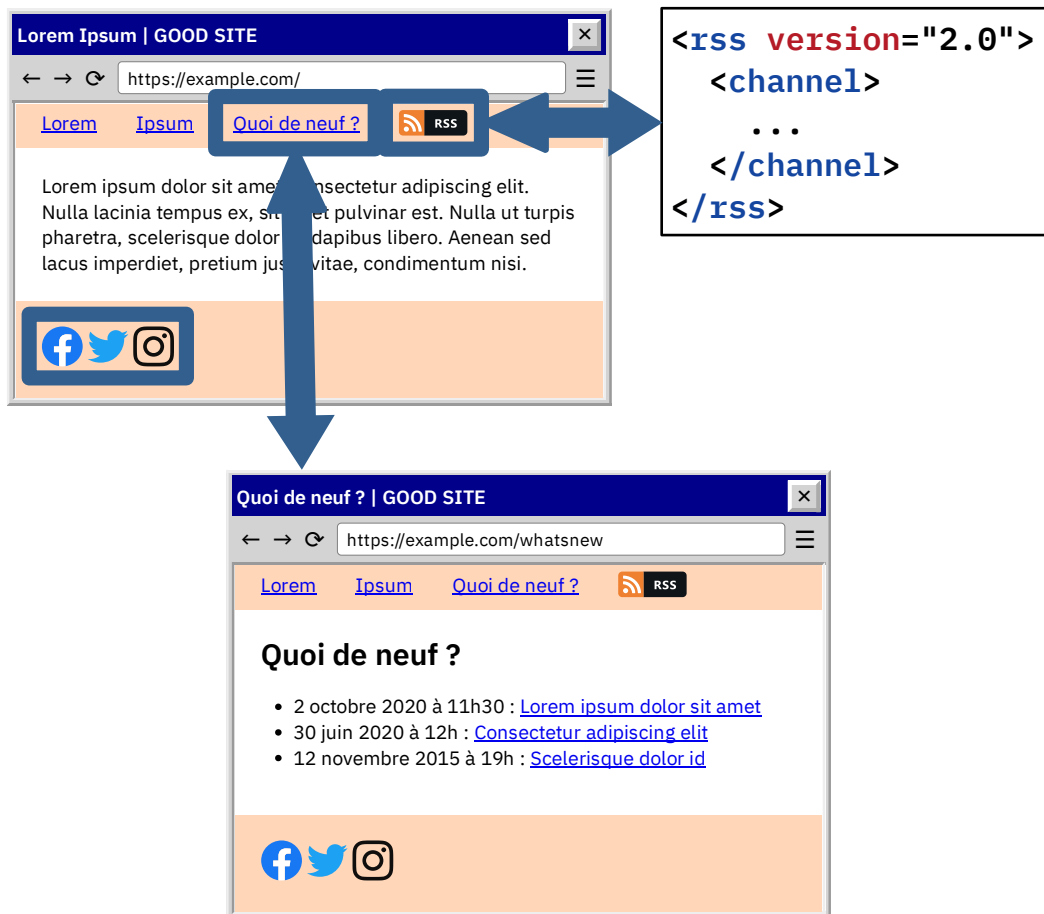 Lorem Ipsum | GOOD SITE
https://example.com/
Lorem Ipsum Quoi de neuf ? RSS
Lorem ipsum dolor sit amet consectetur adipiscing elit.
Nulla lacinia tempus ex, pulvinar est. Nulla ut turpis
pharetra, scelerisque dolor dapibus libero. Aenean sed
lacus imperdiet, pretium vitae, condimentum nisi.
<rss version="2.0">
<channel>
...
</channel>
</rss>
Quoi de neuf ? | GOOD SITE
https://example.com/whatsnew
Lorem Ipsum Quoi de neuf ? RSS
Quoi de neuf ?
• 2 octobre 2020 à 11h30 : Lorem ipsum dolor sit amet
• 30 juin 2020 à 12h : Consectetur adipiscing elit
• 12 novembre 2015 à 19h : Scelerisque dolor id